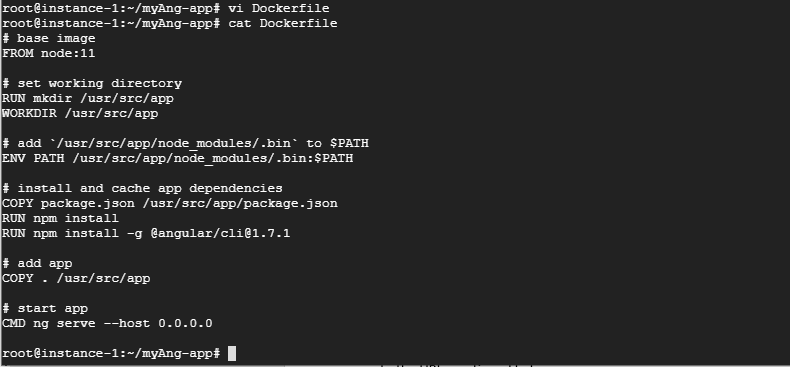 root@instance-1:~/myAng-app# vi Dockerfile
root@instance-1:~/myAng-app# cat Dockerfile
# base image
FROM node:11
# set working directory
RUN mkdir /usr/src/app
WORKDIR /usr/src/app
# add `/usr/src/app/node_modules/.bin` to $PATH
ENV PATH /usr/src/app/node_modules/.bin:$PATH
# install and cache app dependencies
COPY package.json /usr/src/app/package.json
RUN npm install
RUN npm install -g @angular/cli@1.7.1
# add app
COPY . /usr/src/app
# start app
CMD ng serve --host 0.0.0.0
root@instance-1:~/myAng-app#